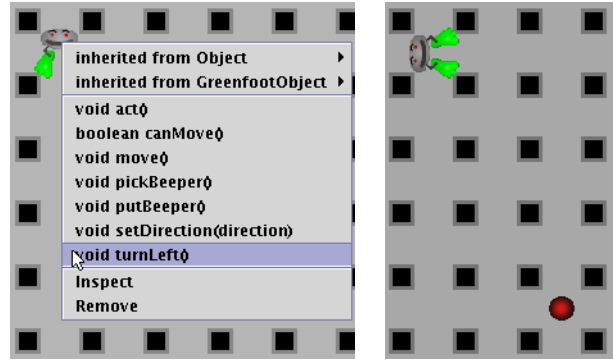 inherited from Object
inherited from GreenfootObject
void act()
boolean canMove()
void move()
void pickBeeper()
void putBeeper()
void setDirection(direction)
void turnLeft()
Inspect
Remove